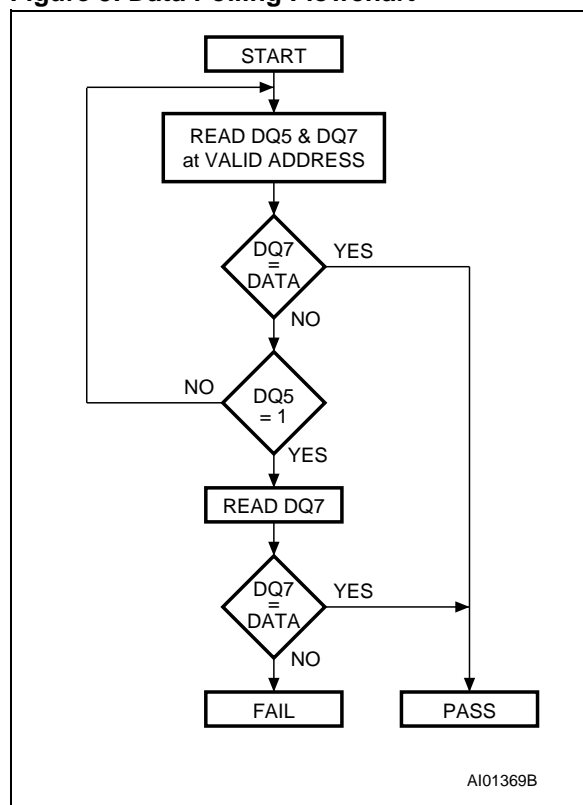 Figure Data Polling Flowchart
START
READ DQ5 & DQ7
at VALID ADDRESS
DQ7
=
DATA
YES
NO
DQ5
= 1
NO
YES
READ DQ7
DQ7
=
DATA
YES
NO
FAIL
PASS
AI01369B